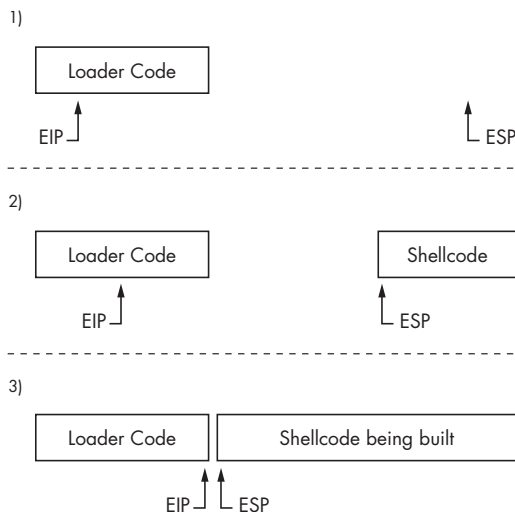 1)
Loader Code
EIP
ESP
2)
Loader Code
Shellcode
EIP
ESP
3)
Loader Code
Shellcode being built
EIP
ESP